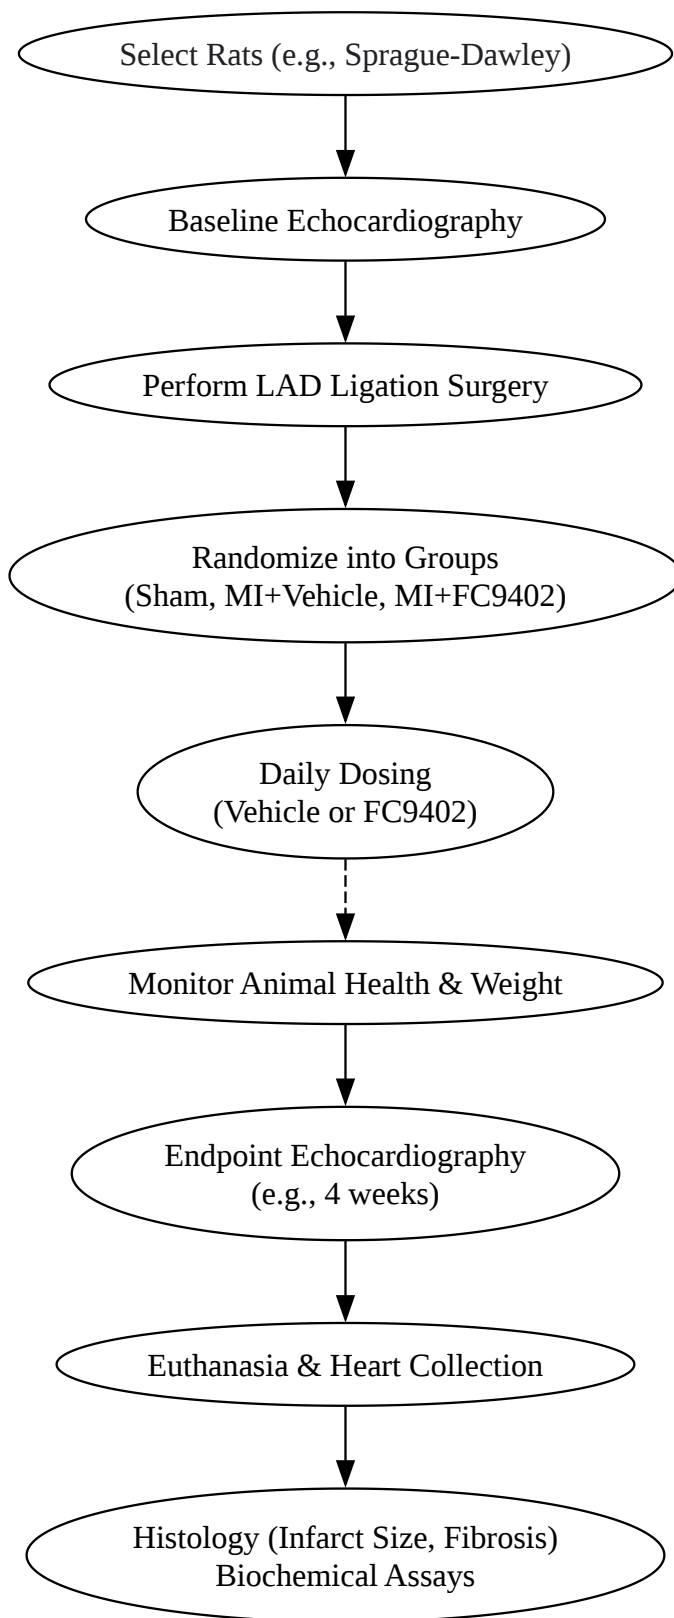 Select Rats (e.g., Sprague-Dawley)
Baseline Echocardiography
Perform LAD Ligation Surgery
Randomize into Groups
(Sham, MI+Vehicle, MI+FC9402)
Daily Dosing
(Vehicle or FC9402)
Monitor Animal Health & Weight
Endpoint Echocardiography
(e.g., 4 weeks)
Euthanasia & Heart Collection
Histology (Infarct Size, Fibrosis)
Biochemical Assays